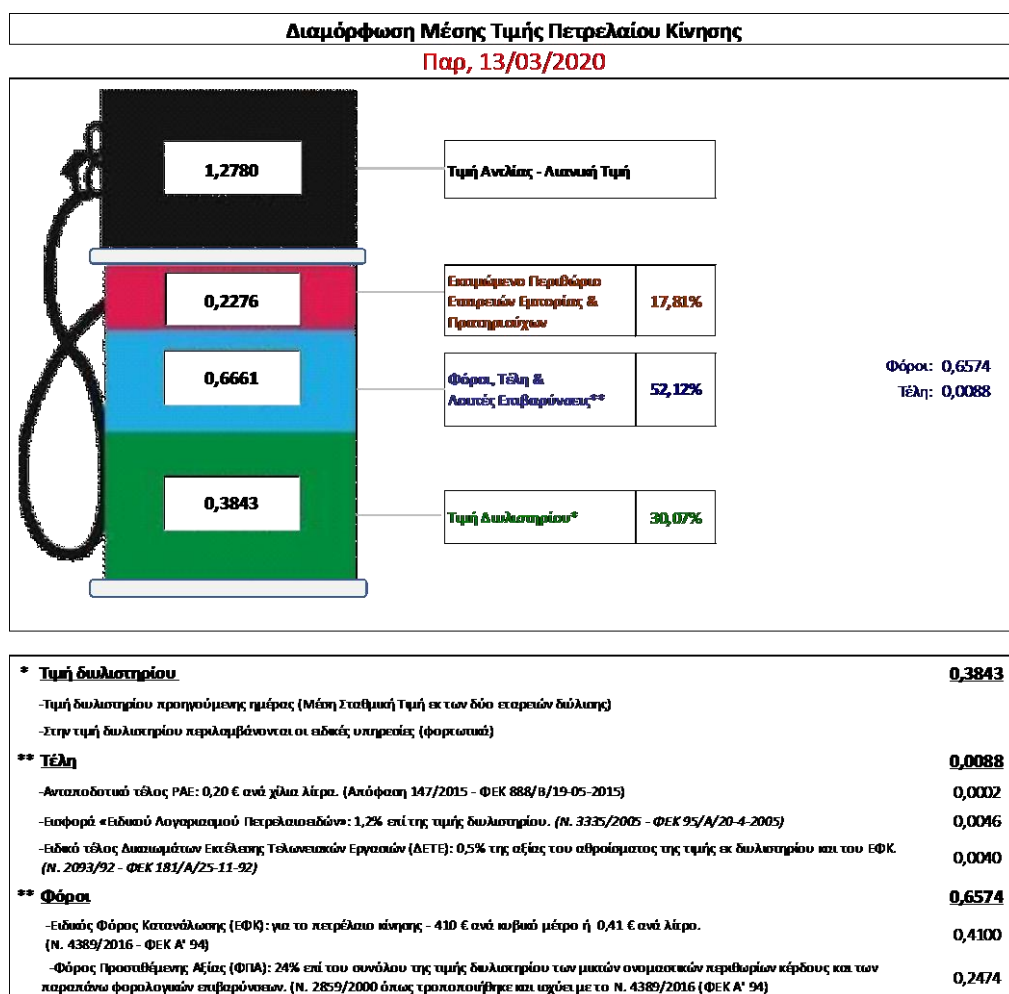 Διαμόρφωση Μέσης Τιμής Πετρελαίου Κίνησης
Παρ, 13/03/2020
1,2780
Τιμή Αντλίας - Λιανική Τιμή
0,2276
Εκτιμώμενο Περιθώριο
Εταιρειών Εμπορίας &
Πρατηριούχων
17,81%
0,6661
Φόροι, Τέλη &
Λοιπές Επιβαρύνσεις**
52,12%
Φόροι: 0,6574
Τέλη: 0,0088
0,3843
Τιμή Διυλιστηρίου*
30,07%
* Τιμή διυλιστηρίου 0,3843
-Τιμή διυλιστηρίου προηγούμενης ημέρας (Μέση Σταθμική Τιμή εκ των δύο εταρειών διύλισης)
-Στην τιμή διυλιστηρίου περιλαμβάνονται οι ειδικές υπηρεσίες (φορτωτικά)
** Τέλη 0,0088
-Ανταποδοτικό τέλος ΡΑΕ: 0,20 € ανά χίλια λίτρα. (Απόφαση 147/2015 - ΦΕΚ 888/Β/19-05-2015) 0,0002
-Εισφορά «Ειδικού Λογαριασμού Πετρελαιοειδών»: 1,2% επί της τιμής διυλιστηρίου. (Ν. 3335/2005 - ΦΕΚ 95/Α/20-4-2005) 0,0046
-Ειδικό τέλος Δικαιωμάτων Εκτέλεσης Τελωνειακών Εργασιών (ΔΕΤΕ): 0,5% της αξίας του αθροίσματος της τιμής εκ διυλιστηρίου και του ΕΦΚ.
(Ν. 2093/92 - ΦΕΚ 181/Α/25-11-92) 0,0040
** Φόροι 0,6574
-Ειδικός Φόρος Κατανάλωσης (ΕΦΚ): για το πετρέλαιο κίνησης - 410 € ανά κυβικό μέτρο ή 0,41 € ανά λίτρο.
(Ν. 4389/2016 - ΦΕΚ Α' 94) 0,4100
-Φόρος Προστιθέμενης Αξίας (ΦΠΑ): 24% επί του συνόλου της τιμής διυλιστηρίου των μικτών ονομαστικών περιθωρίων κέρδους και των
παραπάνω φορολογικών επιβαρύνσεων. (Ν. 2859/2000 όπως τροποποιήθηκε και ισχύει με το Ν. 4389/2016 (ΦΕΚ Α' 94) 0,2474